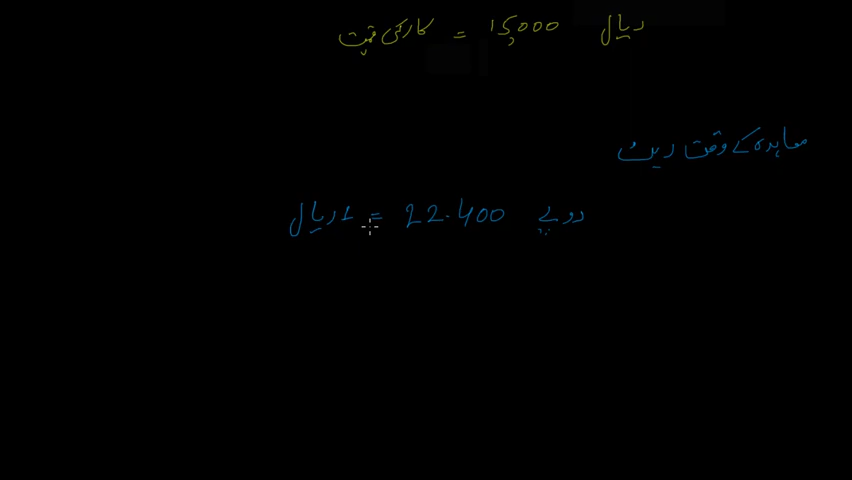 کار کی قیمت = 15,000 ریال
معاہدہ کے وقت ریٹ
1 ریال = 22.400 روپے